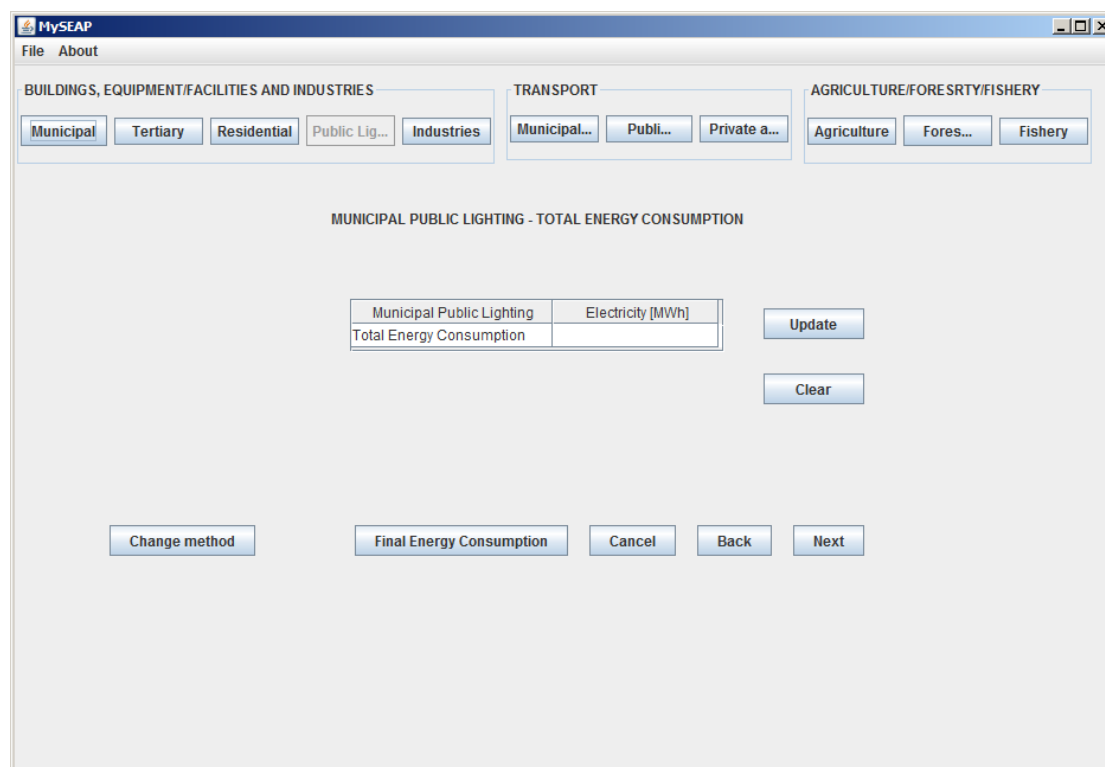 MySEAP
File About
BUILDINGS, EQUIPMENT/FACILITIES AND INDUSTRIES TRANSPORT AGRICULTURE/FORESRTY/FISHERY
Municipal Tertiary Residential Public Lig... Industries Municipal... Publi... Private a... Agriculture Fores... Fishery
MUNICIPAL PUBLIC LIGHTING - TOTAL ENERGY CONSUMPTION
Municipal Public Lighting Electricity [MWh]
Update
Total Energy Consumption
Clear
Change method Final Energy Consumption Cancel Back Next